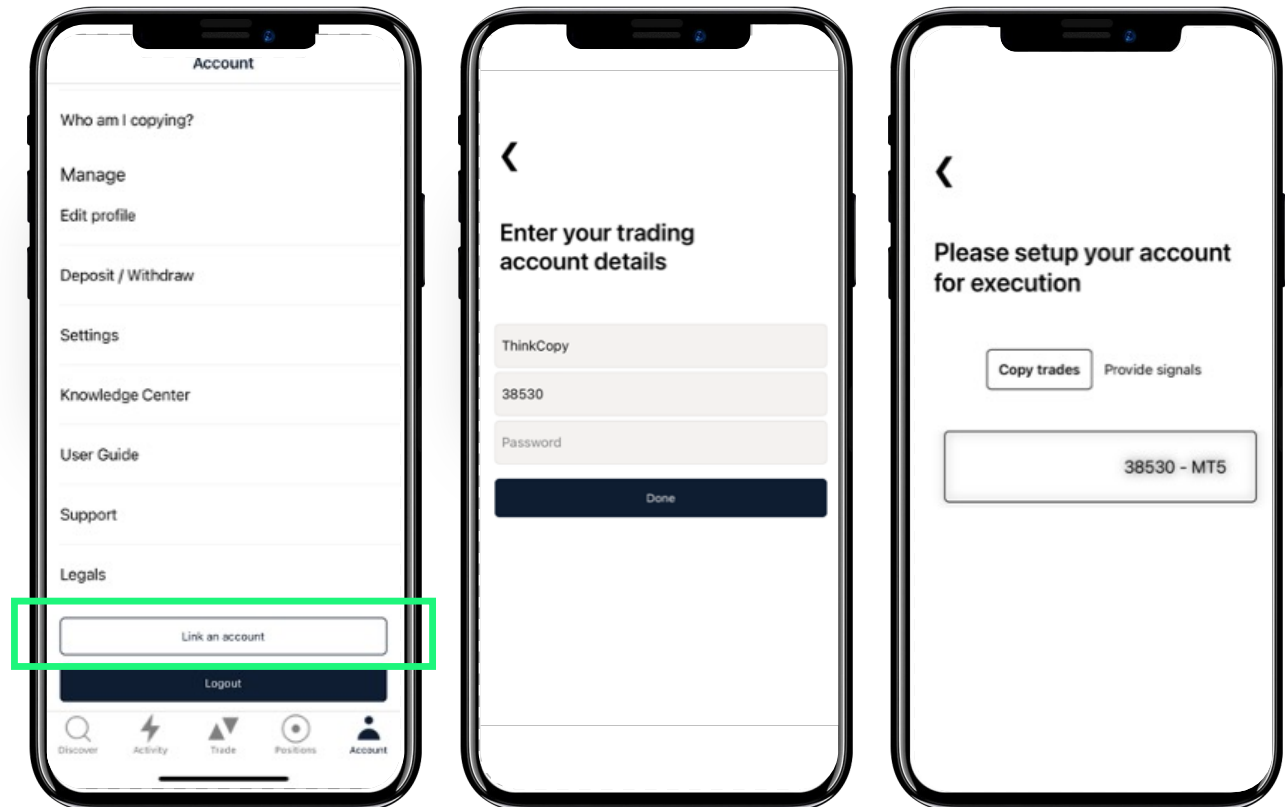 Account
Who am I copying?
Manage
Edit profile
Deposit / Withdraw
Settings
Knowledge Center
User Guide
Support
Legals
Link an account
Logout
Discover
Activity
Trade
Positions
Account
Enter your trading
account details
ThinkCopy
38530
Password
Done
Please setup your account
for execution
Copy trades
Provide signals
38530 - MT5